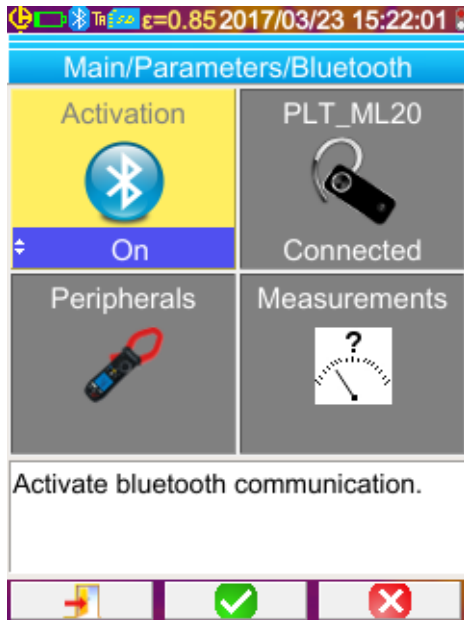 ε=0.85 2017/03/23 15:22:01
Main/Parameters/Bluetooth
Activation
PLT_ML20
On
Connected
Peripherals
Measurements
?
Activate bluetooth communication.